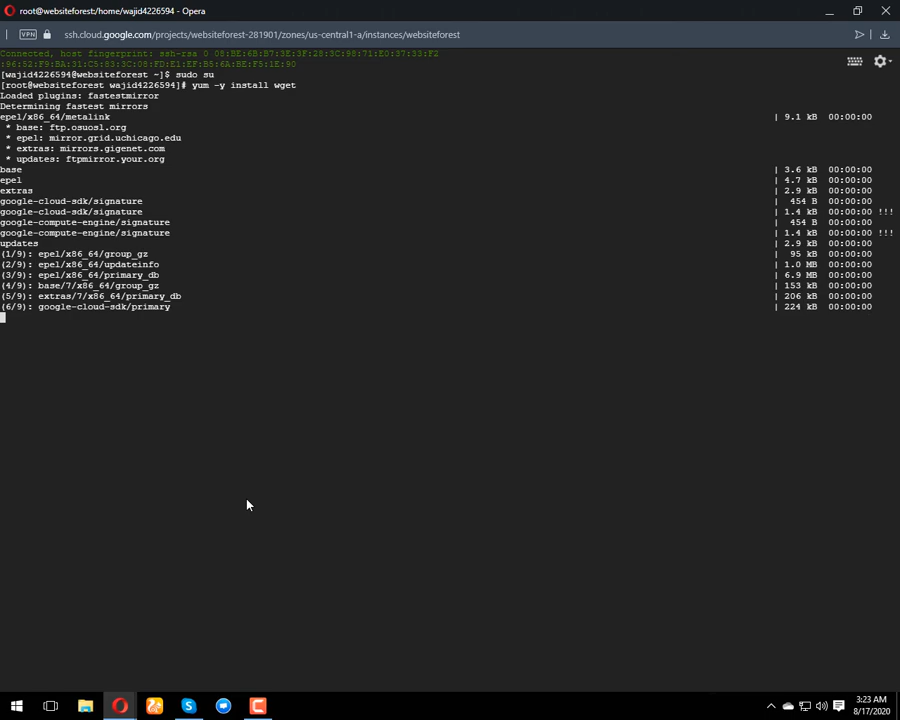 root@websiteforest:/home/wajid4226594 - Opera
VPN ssh.cloud.google.com/projects/websiteforest-281901/zones/us-central1-a/instances/websiteforest
Connected, host fingerprint: ssh-rsa 0 08:BE:6B:B7:3E:3F:28:3C:98:71:E0:37:33:F2
:96:52:F9:BA:31:C5:83:3C:08:FD:E1:EF:B5:6A:BE:F5:1E:90
[wajid4226594@websiteforest ~]$ sudo su
[root@websiteforest wajid4226594]# yum -y install wget
Loaded plugins: fastestmirror
Determining fastest mirrors
epel/x86_64/metalink | 9.1 kB 00:00:00
* base: ftp.osuosl.org
* epel: mirror.grid.uchicago.edu
* extras: mirrors.gigenet.com
* updates: ftpmirror.your.org
base | 3.6 kB 00:00:00
epel | 4.7 kB 00:00:00
extras | 2.9 kB 00:00:00
google-cloud-sdk/signature | 454 B 00:00:00
google-cloud-sdk/signature | 1.4 kB 00:00:00 !!!
google-compute-engine/signature | 454 B 00:00:00
google-compute-engine/signature | 1.4 kB 00:00:00 !!!
updates | 2.9 kB 00:00:00
(1/9): epel/x86_64/group_gz | 95 kB 00:00:00
(2/9): epel/x86_64/updateinfo | 1.0 MB 00:00:00
(3/9): epel/x86_64/primary_db | 6.9 MB 00:00:00
(4/9): base/7/x86_64/group_gz | 153 kB 00:00:00
(5/9): extras/7/x86_64/primary_db | 206 kB 00:00:00
(6/9): google-cloud-sdk/primary | 224 kB 00:00:00
3:23 AM
8/17/2020